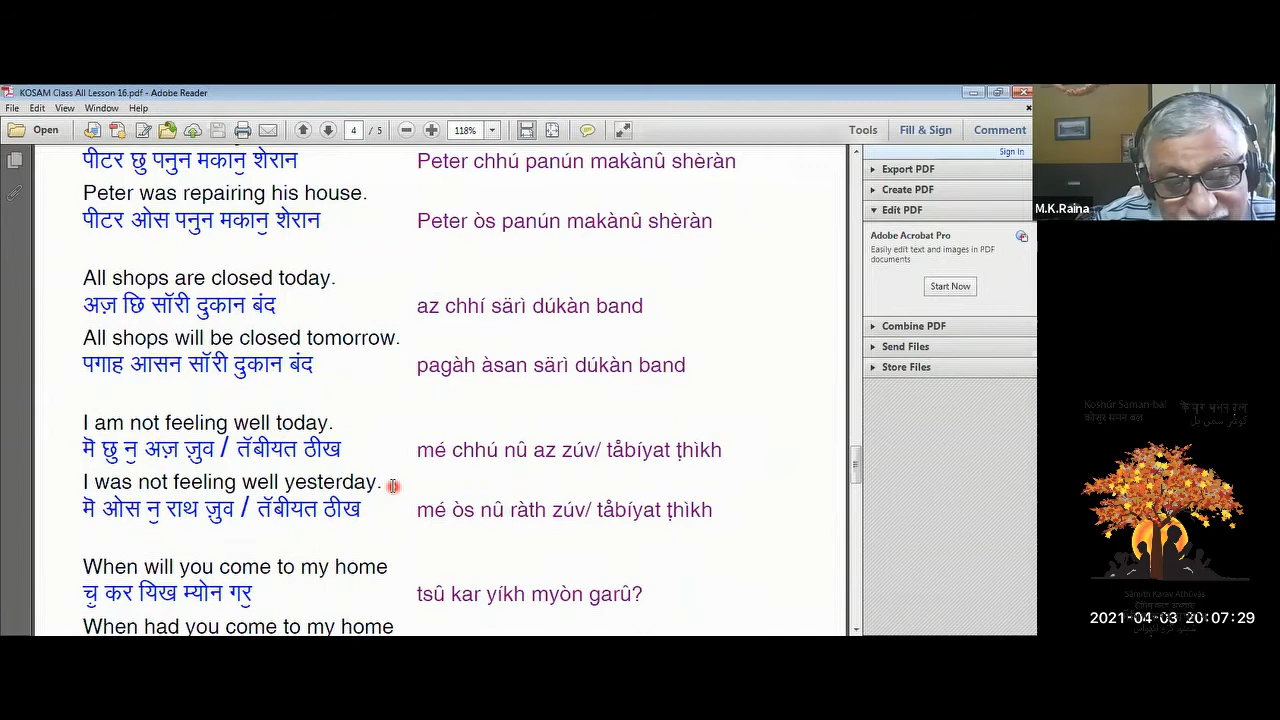 KOSAM Class All Lesson 16.pdf - Adobe Reader
File Edit View Window Help
Open 4 / 5 118% Tools Fill & Sign Comment
Sign In
Export PDF
Create PDF
Edit PDF
Adobe Acrobat Pro
Easily edit text and images in PDF
documents
Start Now
Combine PDF
Send Files
Store Files
M.K.Raina
पीटर छु पनुन मकान॒ शेरान Peter chhú panún makànû shèràn
Peter was repairing his house.
पीटर ओस पनुन मकान॒ शेरान Peter òs panún makànû shèràn
All shops are closed today.
अज़ छि सॉरी दुकान बंद az chhí särì dúkàn band
All shops will be closed tomorrow.
पगाह आसन सॉरी दुकान बंद pagàh àsan särì dúkàn band
I am not feeling well today.
मॆ छु न॒ अज़ ज़ुव / तॅबीयत ठीख mé chhú nû az zúv/ tåbíyat ṭhìkh
I was not feeling well yesterday.
मॆ ओस न॒ राथ ज़ुव / तॅबीयत ठीख mé òs nû ràth zúv/ tåbíyat ṭhìkh
When will you come to my home
च़॒ कर यिख म्योन गर॒ tsû kar yíkh myòn garû?
When had you come to my home
Koshúr Saman-bal
कोशुर समन बल
2021-04-03 20:07:29